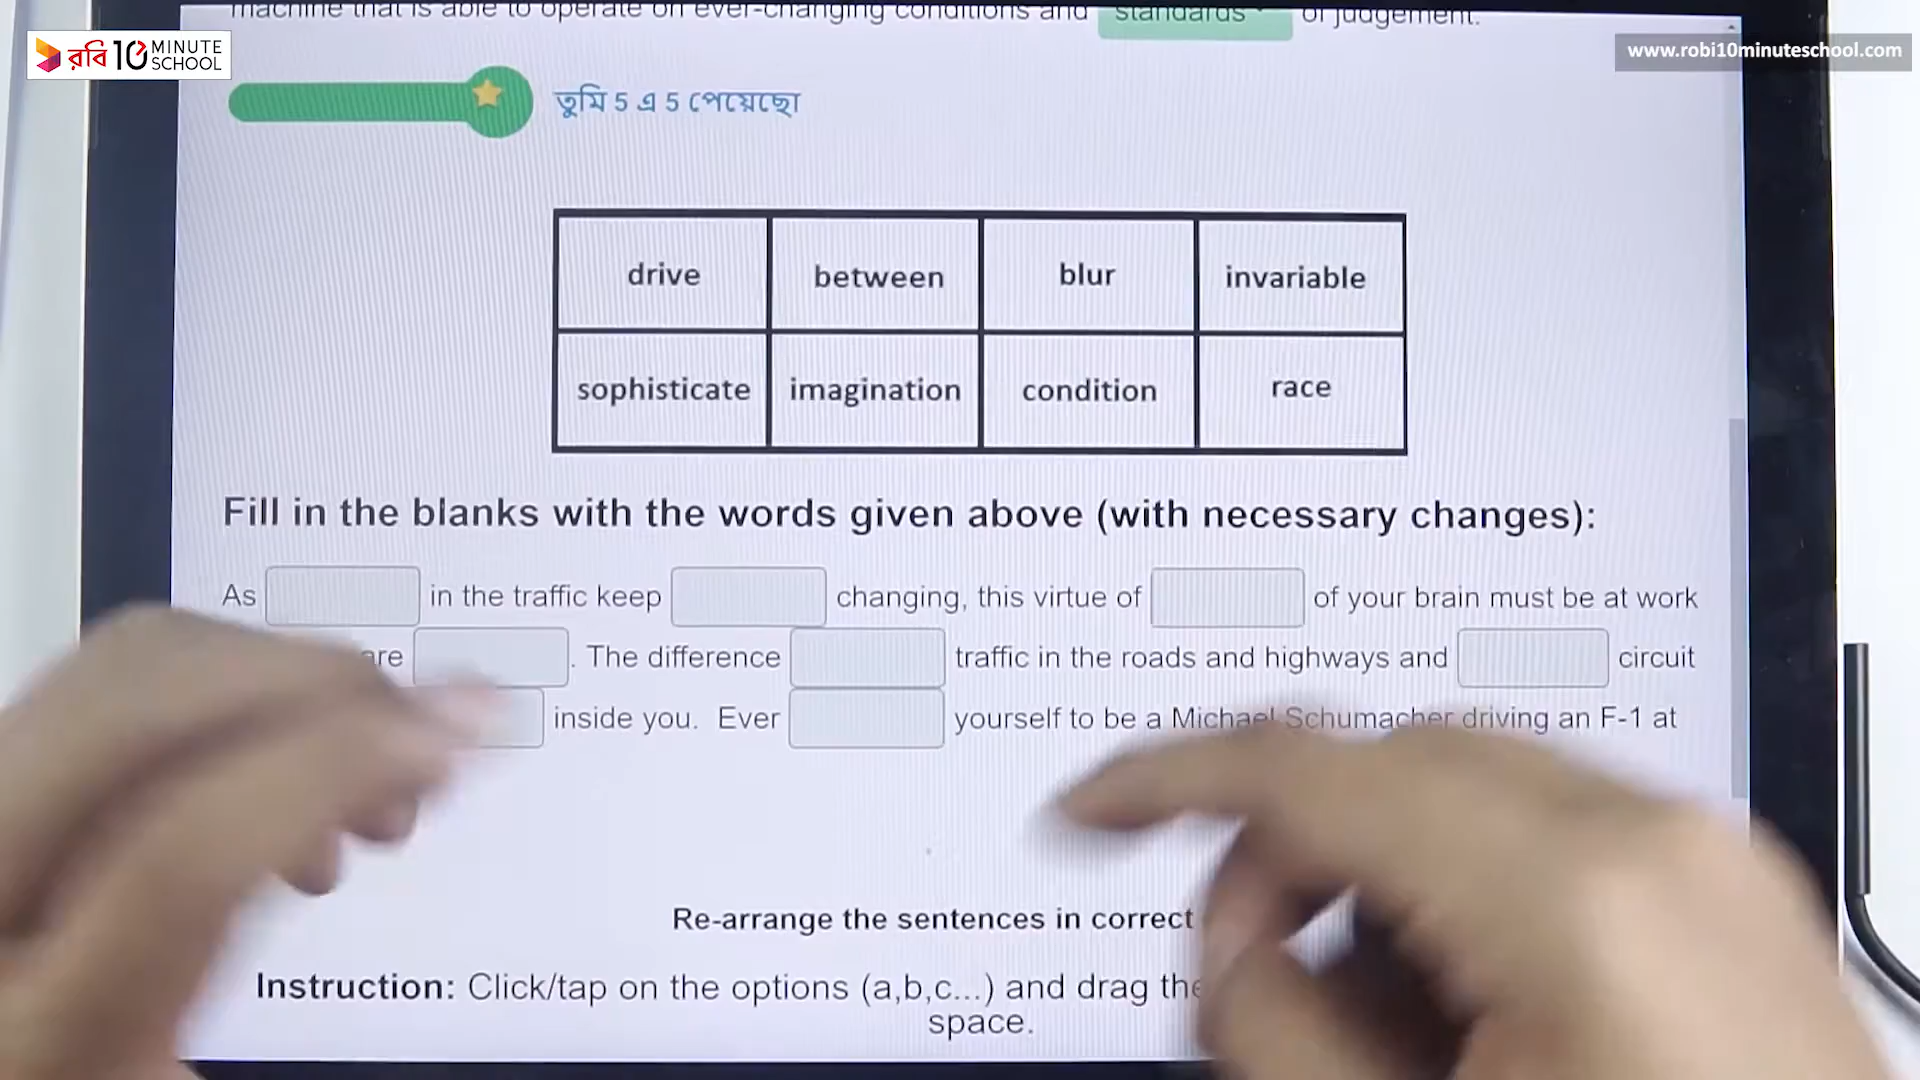 machine that is able to operate on ever-changing conditions and standards of judgement.
রবি 10 MINUTE SCHOOL
www.robi10minuteschool.com
তুমি 5 এ 5 পেয়েছো
drive between blur invariable
sophisticate imagination condition race
Fill in the blanks with the words given above (with necessary changes):
As in the traffic keep changing, this virtue of of your brain must be at work
. The difference traffic in the roads and highways and circuit
inside you. Ever yourself to be a Michael Schumacher driving an F-1 at
Re-arrange the sentences in correct
Instruction: Click/tap on the options (a,b,c...) and drag
space.